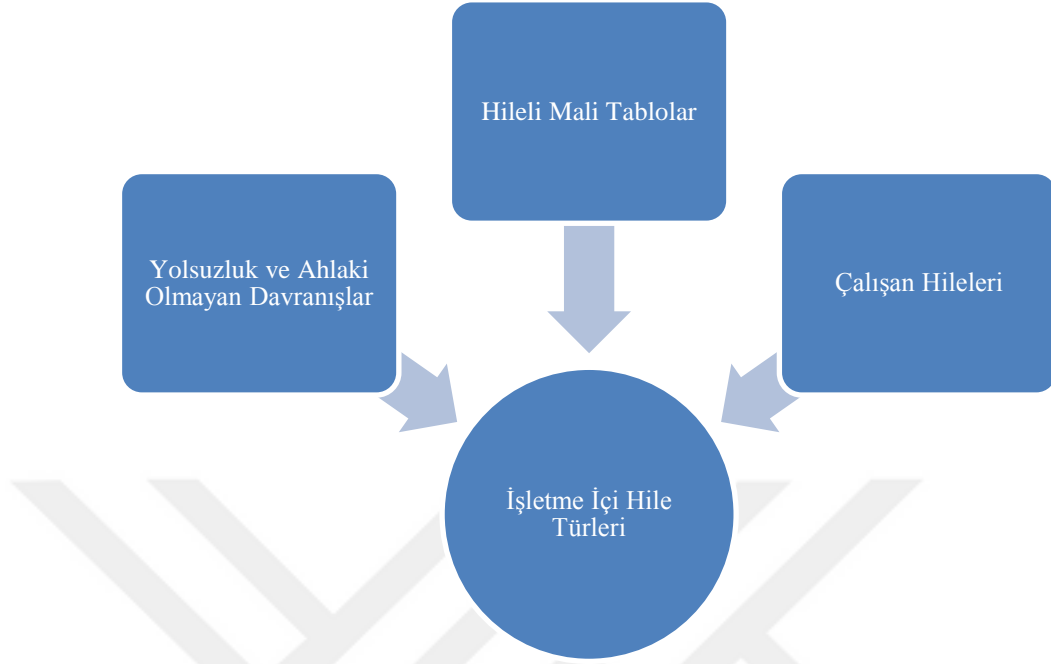 Hileli Mali Tablolar
Yolsuzluk ve Ahlaki
Olmayan Davranışlar
Çalışan Hileleri
İşletme İçi Hile
Türleri